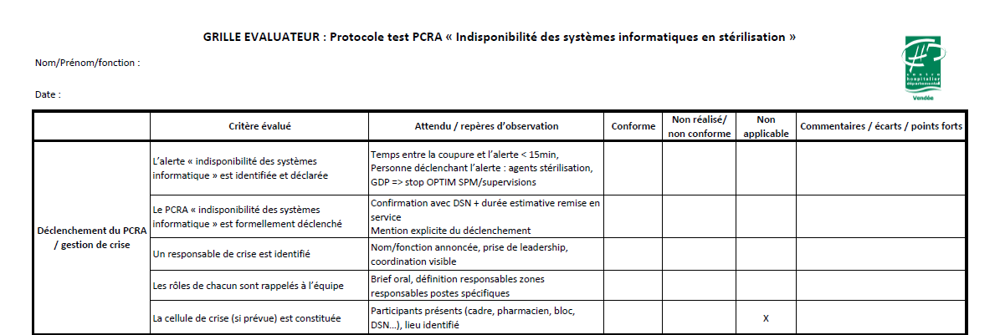 GRILLE EVALUATEUR : Protocole test PCRA « Indisponibilité des systèmes informatiques en stérilisation »
Nom/Prénom/fonction :
centre
hospitalier
départemental
Vendée
Date :
Critère évalué
Attendu / repères d’observation
Conforme
Non réalisé/
non conforme
Non
applicable
Commentaires / écarts / points forts
Déclenchement du PCRA
/ gestion de crise
L’alerte « indisponibilité des systèmes
informatique » est identifiée et déclarée
Temps entre la coupure et l’alerte < 15min,
Personne déclenchant l’alerte : agents stérilisation,
GDP => stop OPTIM SPM/supervisions
Le PCRA « indisponibilité des systèmes
informatique » est formellement déclenché
Confirmation avec DSN + durée estimative remise en
service
Mention explicite du déclenchement
Un responsable de crise est identifié
Nom/fonction annoncée, prise de leadership,
coordination visible
Les rôles de chacun sont rappelés à l’équipe
Brief oral, définition responsables zones
responsables postes spécifiques
La cellule de crise (si prévue) est constituée
Participants présents (cadre, pharmacien, bloc,
DSN...), lieu identifié
X